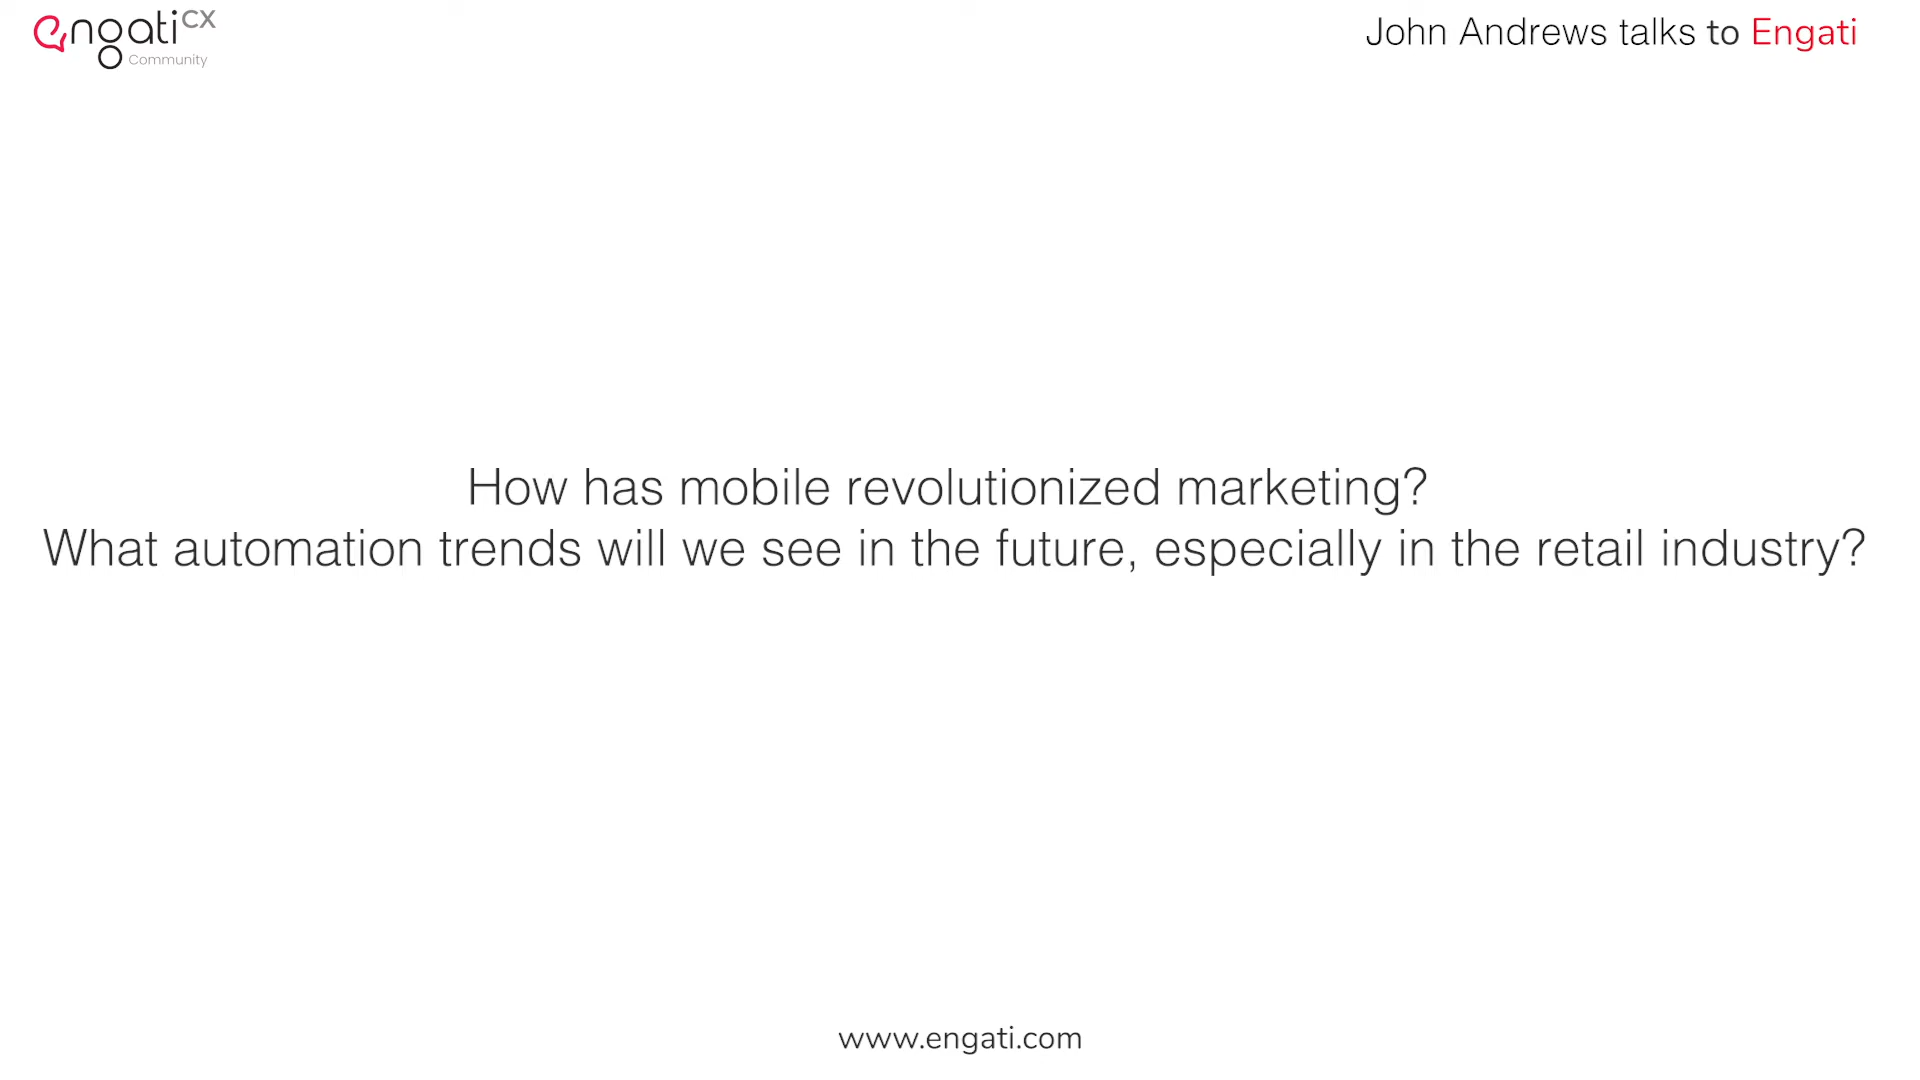 engati CX
Community
John Andrews talks to Engati
How has mobile revolutionized marketing?
What automation trends will we see in the future, especially in the retail industry?
www.engati.com